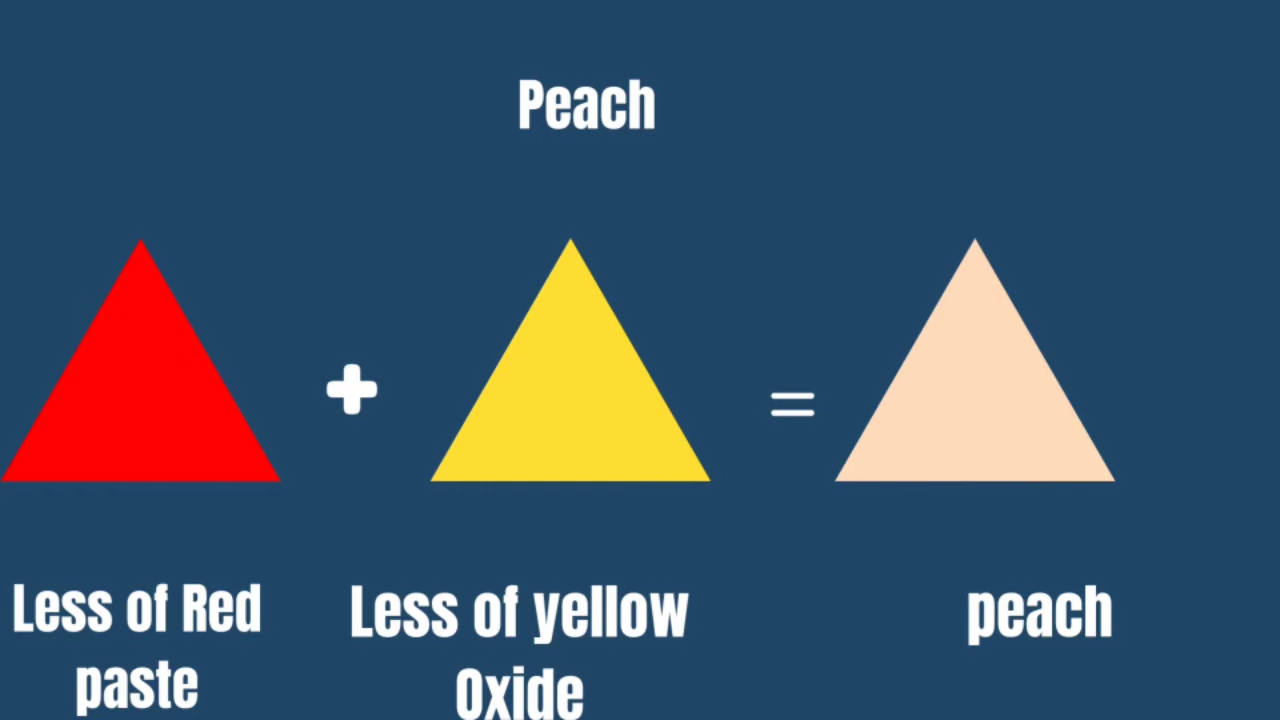 Peach
+
=
Less of Red
paste
Less of yellow
Oxide
peach